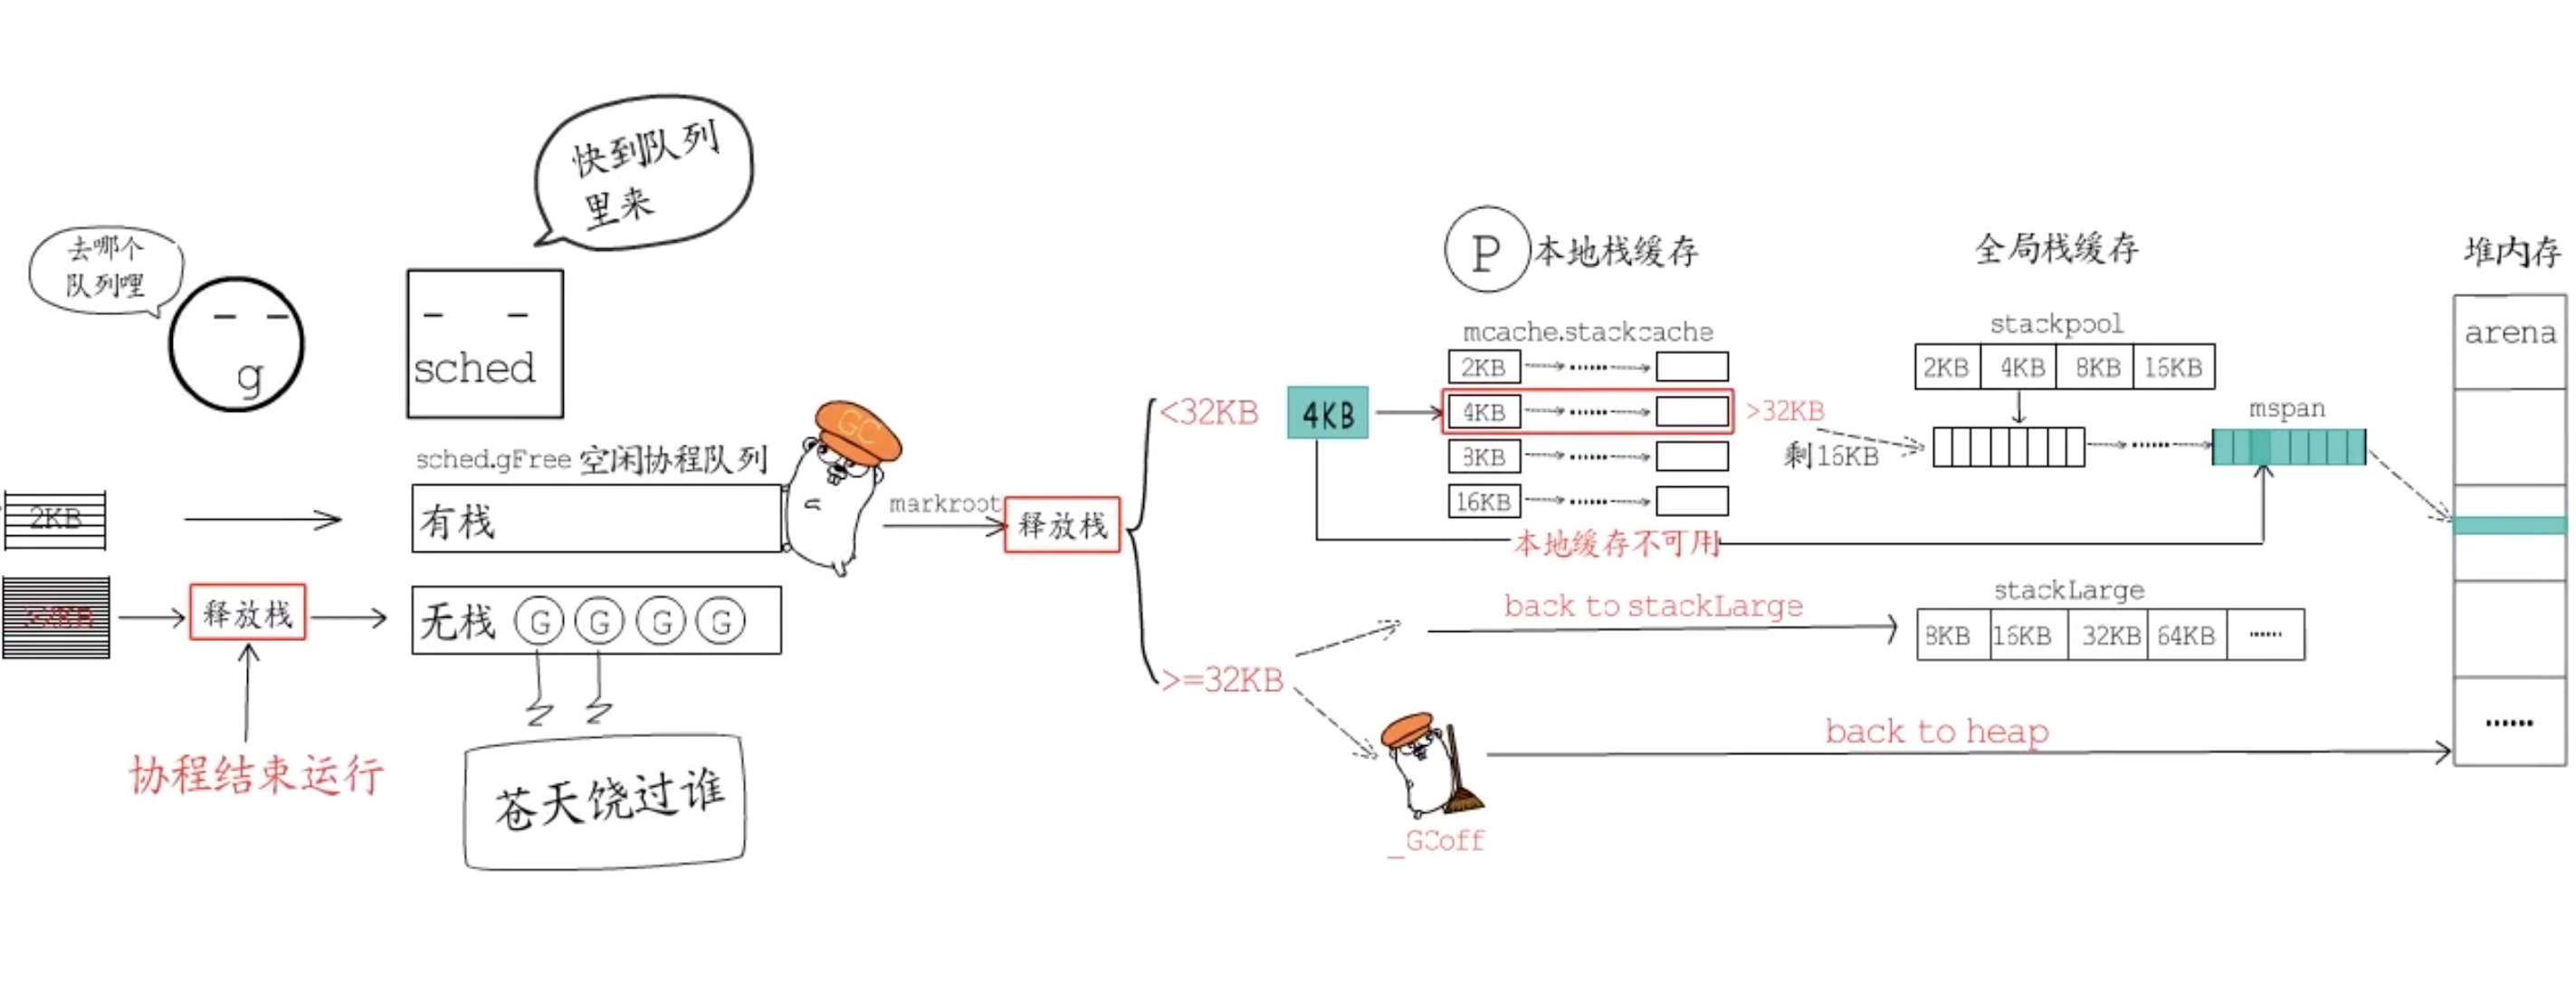 快到队列
里来
去哪个
队列哩
g
sched
sched.gFree 空闲协程队列
2KB
有栈
GC
markroot
释放栈
释放栈
无栈 G G G G
协程结束运行
苍天饶过谁
<32KB
4KB
>=32KB
P 本地栈缓存
mcache.stackcache
2KB
4KB
8KB
16KB
>32KB
剩16KB
本地缓存不可用
全局栈缓存
stackpool
2KB 4KB 8KB 16KB
mspan
back to stackLarge
stackLarge
8KB 16KB 32KB 64KB ......
_GCoff
back to heap
堆内存
arena
......